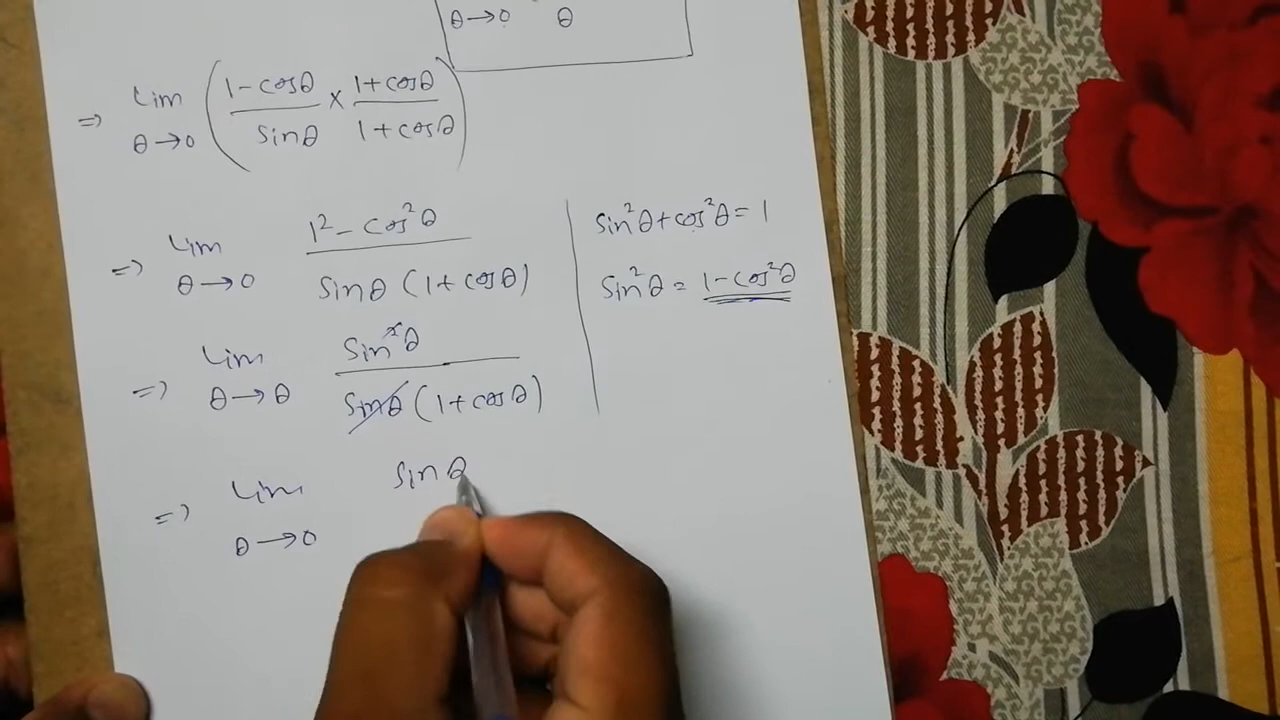 θ→0 θ
=> Lim θ→0 ( (1-cosθ)/(sinθ) × (1+cosθ)/(1+cosθ) )
=> Lim θ→0 (1²-cos²θ)/(sinθ (1+cosθ))
sin²θ+cos²θ=1
sin²θ = 1-cos²θ
=> Lim θ→θ (sin²θ)/(sinθ (1+cosθ))
=> Lim θ→0 sinθ